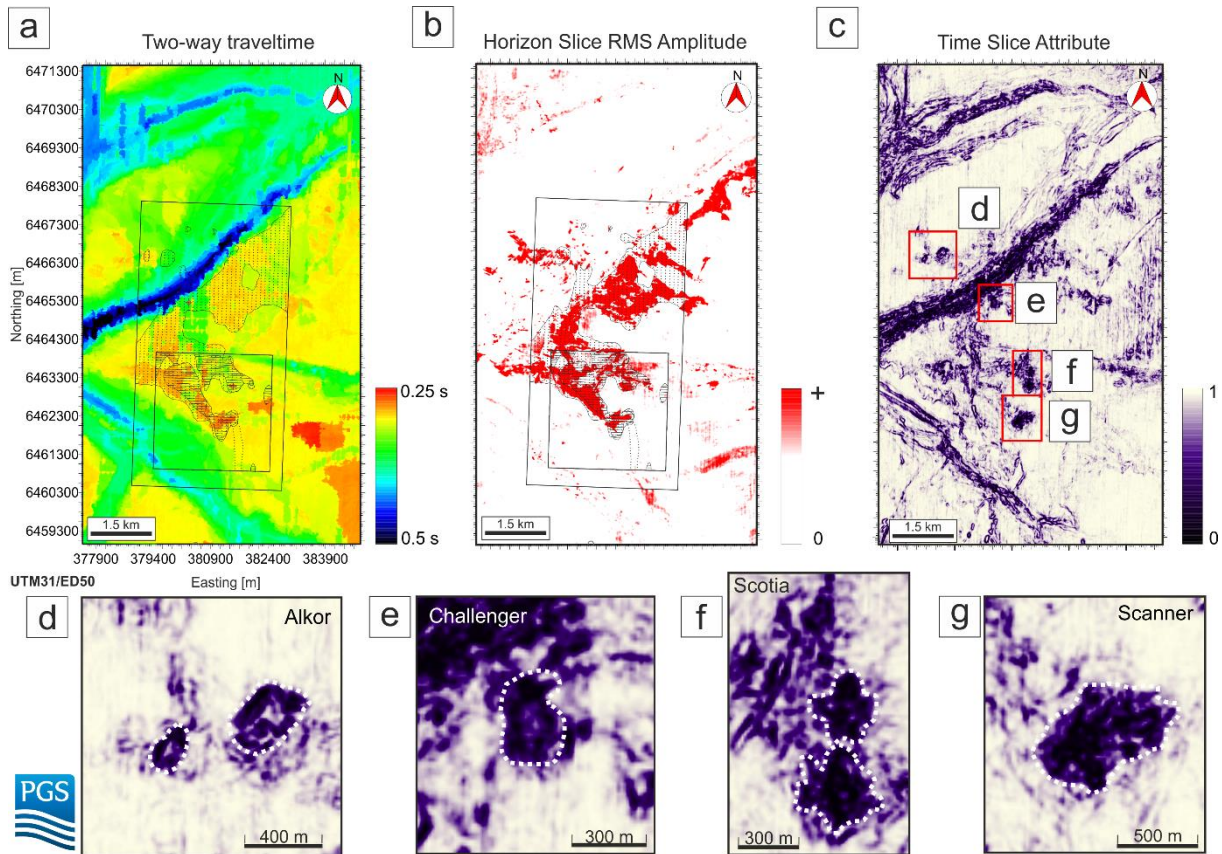 a
Two-way traveltime
b
Horizon Slice RMS Amplitude
c
Time Slice Attribute
6471300
6470300
6469300
6468300
6467300
6466300
6465300
6464300
6463300
6462300
6461300
6460300
6459300
Northing [m]
N
1.5 km
377900 379400 380900 382400 383900
Easting [m]
UTM31/ED50
0.25 s
0.5 s
N
1.5 km
+
0
N
d
e
f
g
1.5 km
1
0
d
Alkor
400 m
e
Challenger
300 m
f
Scotia
300 m
g
Scanner
500 m
PGS